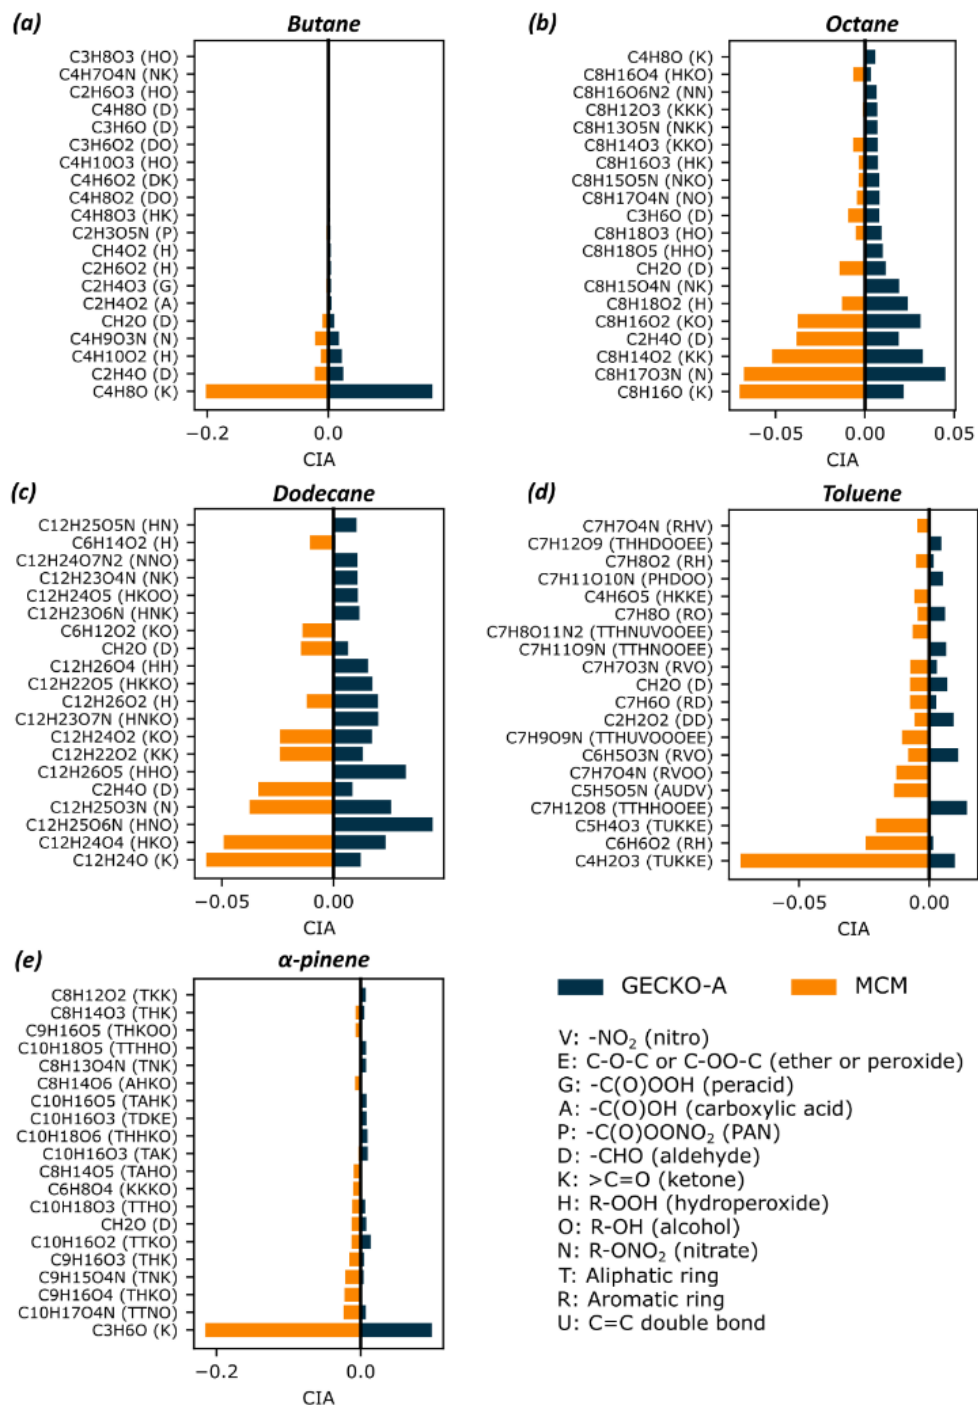 (a) Butane
C3H8O3 (HO)
C4H7O4N (NK)
C2H6O3 (HO)
C4H8O (D)
C3H6O (D)
C3H6O2 (DO)
C4H10O3 (HO)
C4H6O2 (DK)
C4H8O2 (DO)
C4H8O3 (HK)
C2H3O5N (P)
CH4O2 (H)
C2H6O2 (H)
C2H4O3 (G)
C2H4O2 (A)
CH2O (D)
C4H9O3N (N)
C4H10O2 (H)
C2H4O (D)
C4H8O (K)
−0.2 0.0
CIA
(b) Octane
C4H8O (K)
C8H16O4 (HKO)
C8H16O6N2 (NN)
C8H12O3 (KKK)
C8H13O5N (NKK)
C8H14O3 (KKO)
C8H16O3 (HK)
C8H15O5N (NKO)
C8H17O4N (NO)
C3H6O (D)
C8H18O3 (HO)
C8H18O5 (HHO)
CH2O (D)
C8H15O4N (NK)
C8H18O2 (H)
C8H16O2 (KO)
C2H4O (D)
C8H14O2 (KK)
C8H17O3N (N)
C8H16O (K)
−0.05 0.00 0.05
CIA
(c) Dodecane
C12H25O5N (HN)
C6H14O2 (H)
C12H24O7N2 (NNO)
C12H23O4N (NK)
C12H24O5 (HKOO)
C12H23O6N (HNK)
C6H12O2 (KO)
CH2O (D)
C12H26O4 (HH)
C12H22O5 (HKKO)
C12H26O2 (H)
C12H23O7N (HNKO)
C12H24O2 (KO)
C12H22O2 (KK)
C12H26O5 (HHO)
C2H4O (D)
C12H25O3N (N)
C12H25O6N (HNO)
C12H24O4 (HKO)
C12H24O (K)
−0.05 0.00
CIA
(d) Toluene
C7H7O4N (RHV)
C7H12O9 (THHDOOEE)
C7H8O2 (RH)
C7H11O10N (PHDOO)
C4H6O5 (HKKE)
C7H8O (RO)
C7H8O11N2 (TTHNUVOOEE)
C7H11O9N (TTHNOOEE)
C7H7O3N (RVO)
CH2O (D)
C7H6O (RD)
C2H2O2 (DD)
C7H9O9N (TTHUVOOOEE)
C6H5O3N (RVO)
C7H7O4N (RVOO)
C5H5O5N (AUDV)
C7H12O8 (TTHHOOEE)
C5H4O3 (TUKKE)
C6H6O2 (RH)
C4H2O3 (TUKKE)
−0.05 0.00
CIA
(e) α-pinene
C8H12O2 (TKK)
C8H14O3 (THK)
C9H16O5 (THKOO)
C10H18O5 (TTHHO)
C8H13O4N (TNK)
C8H14O6 (AHKO)
C10H16O5 (TAHK)
C10H16O3 (TDKE)
C10H18O6 (THHKO)
C10H16O3 (TAK)
C8H14O5 (TAHO)
C6H8O4 (KKKO)
C10H18O3 (TTHO)
CH2O (D)
C10H16O2 (TTKO)
C9H16O3 (THK)
C9H15O4N (TNK)
C9H16O4 (THKO)
C10H17O4N (TTNO)
C3H6O (K)
−0.2 0.0
CIA
GECKO-A MCM
V: -NO₂ (nitro)
E: C-O-C or C-OO-C (ether or peroxide)
G: -C(O)OOH (peracid)
A: -C(O)OH (carboxylic acid)
P: -C(O)OONO₂ (PAN)
D: -CHO (aldehyde)
K: >C=O (ketone)
H: R-OOH (hydroperoxide)
O: R-OH (alcohol)
N: R-ONO₂ (nitrate)
T: Aliphatic ring
R: Aromatic ring
U: C=C double bond